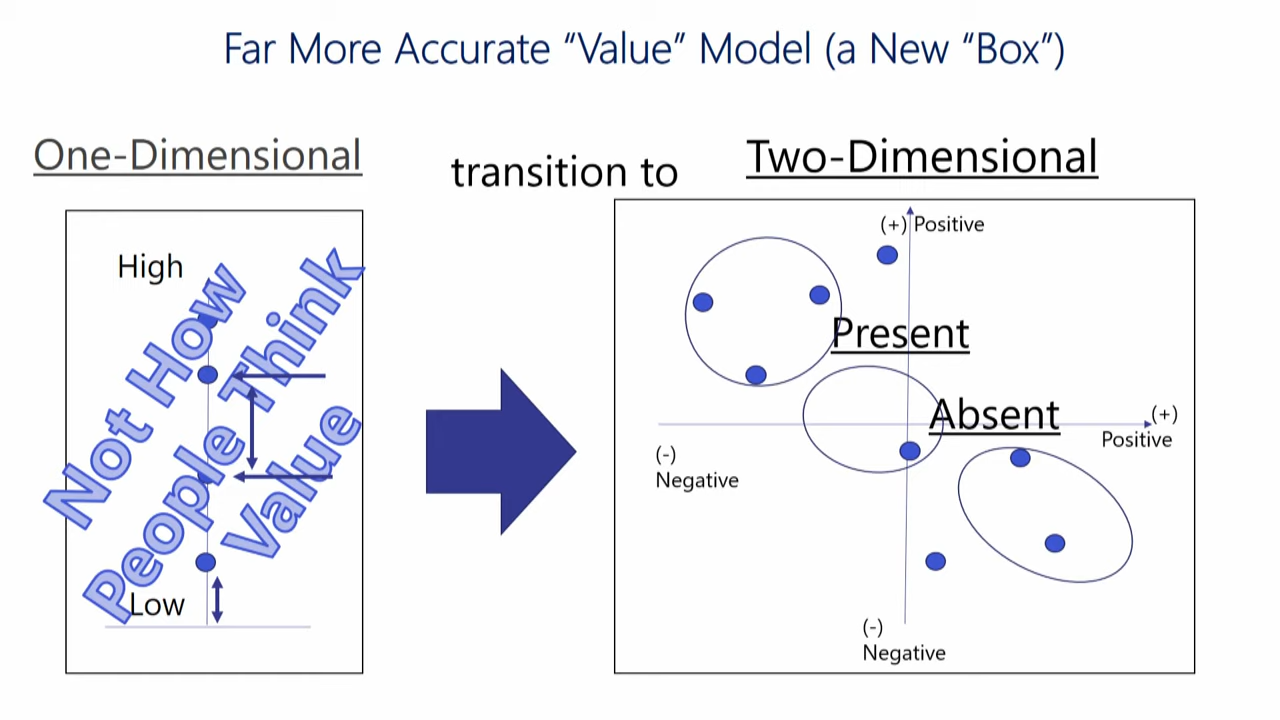 Far More Accurate “Value” Model (a New “Box”)
One-Dimensional
transition to
Two-Dimensional
High
Not How
People Think
Value
Low
(+) Positive
Present
Absent
(+)
Positive
(-)
Negative
(-)
Negative